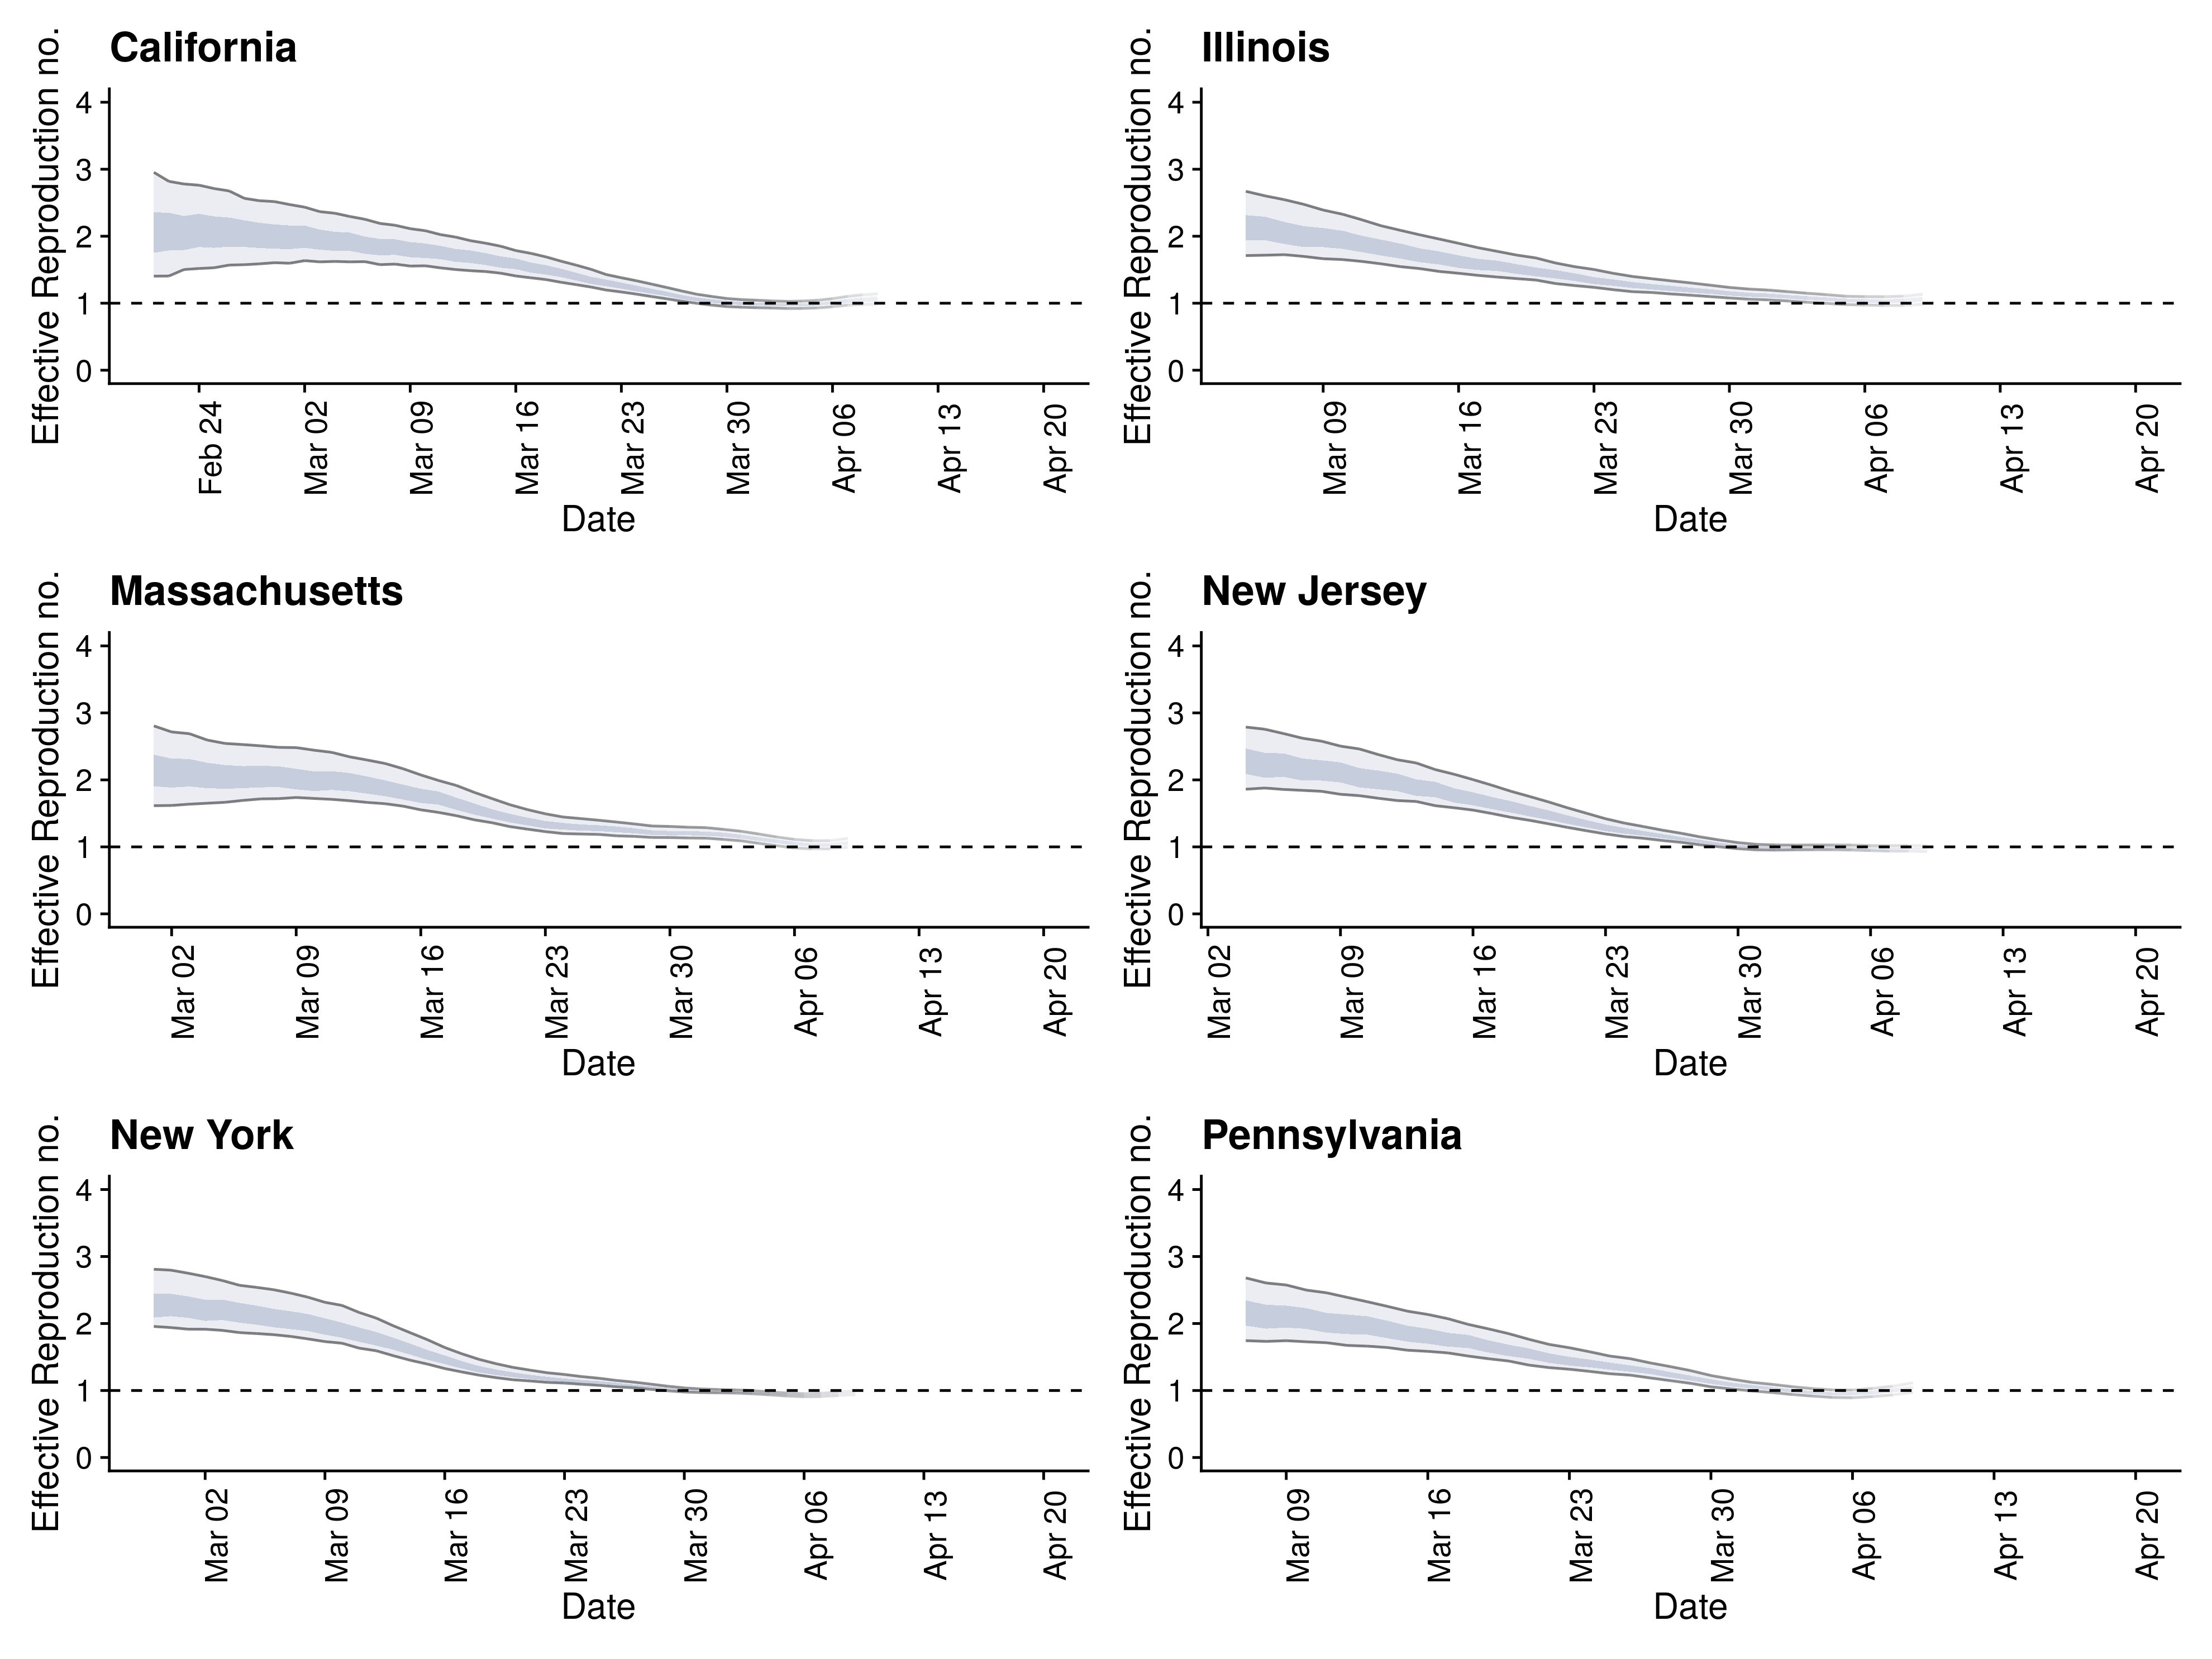 California
Effective Reproduction no.
4
3
2
1
0
Feb 24
Mar 02
Mar 09
Mar 16
Mar 23
Mar 30
Apr 06
Apr 13
Apr 20
Date
Illinois
Effective Reproduction no.
4
3
2
1
0
Mar 09
Mar 16
Mar 23
Mar 30
Apr 06
Apr 13
Apr 20
Date
Massachusetts
Effective Reproduction no.
4
3
2
1
0
Mar 02
Mar 09
Mar 16
Mar 23
Mar 30
Apr 06
Apr 13
Apr 20
Date
New Jersey
Effective Reproduction no.
4
3
2
1
0
Mar 02
Mar 09
Mar 16
Mar 23
Mar 30
Apr 06
Apr 13
Apr 20
Date
New York
Effective Reproduction no.
4
3
2
1
0
Mar 02
Mar 09
Mar 16
Mar 23
Mar 30
Apr 06
Apr 13
Apr 20
Date
Pennsylvania
Effective Reproduction no.
4
3
2
1
0
Mar 09
Mar 16
Mar 23
Mar 30
Apr 06
Apr 13
Apr 20
Date